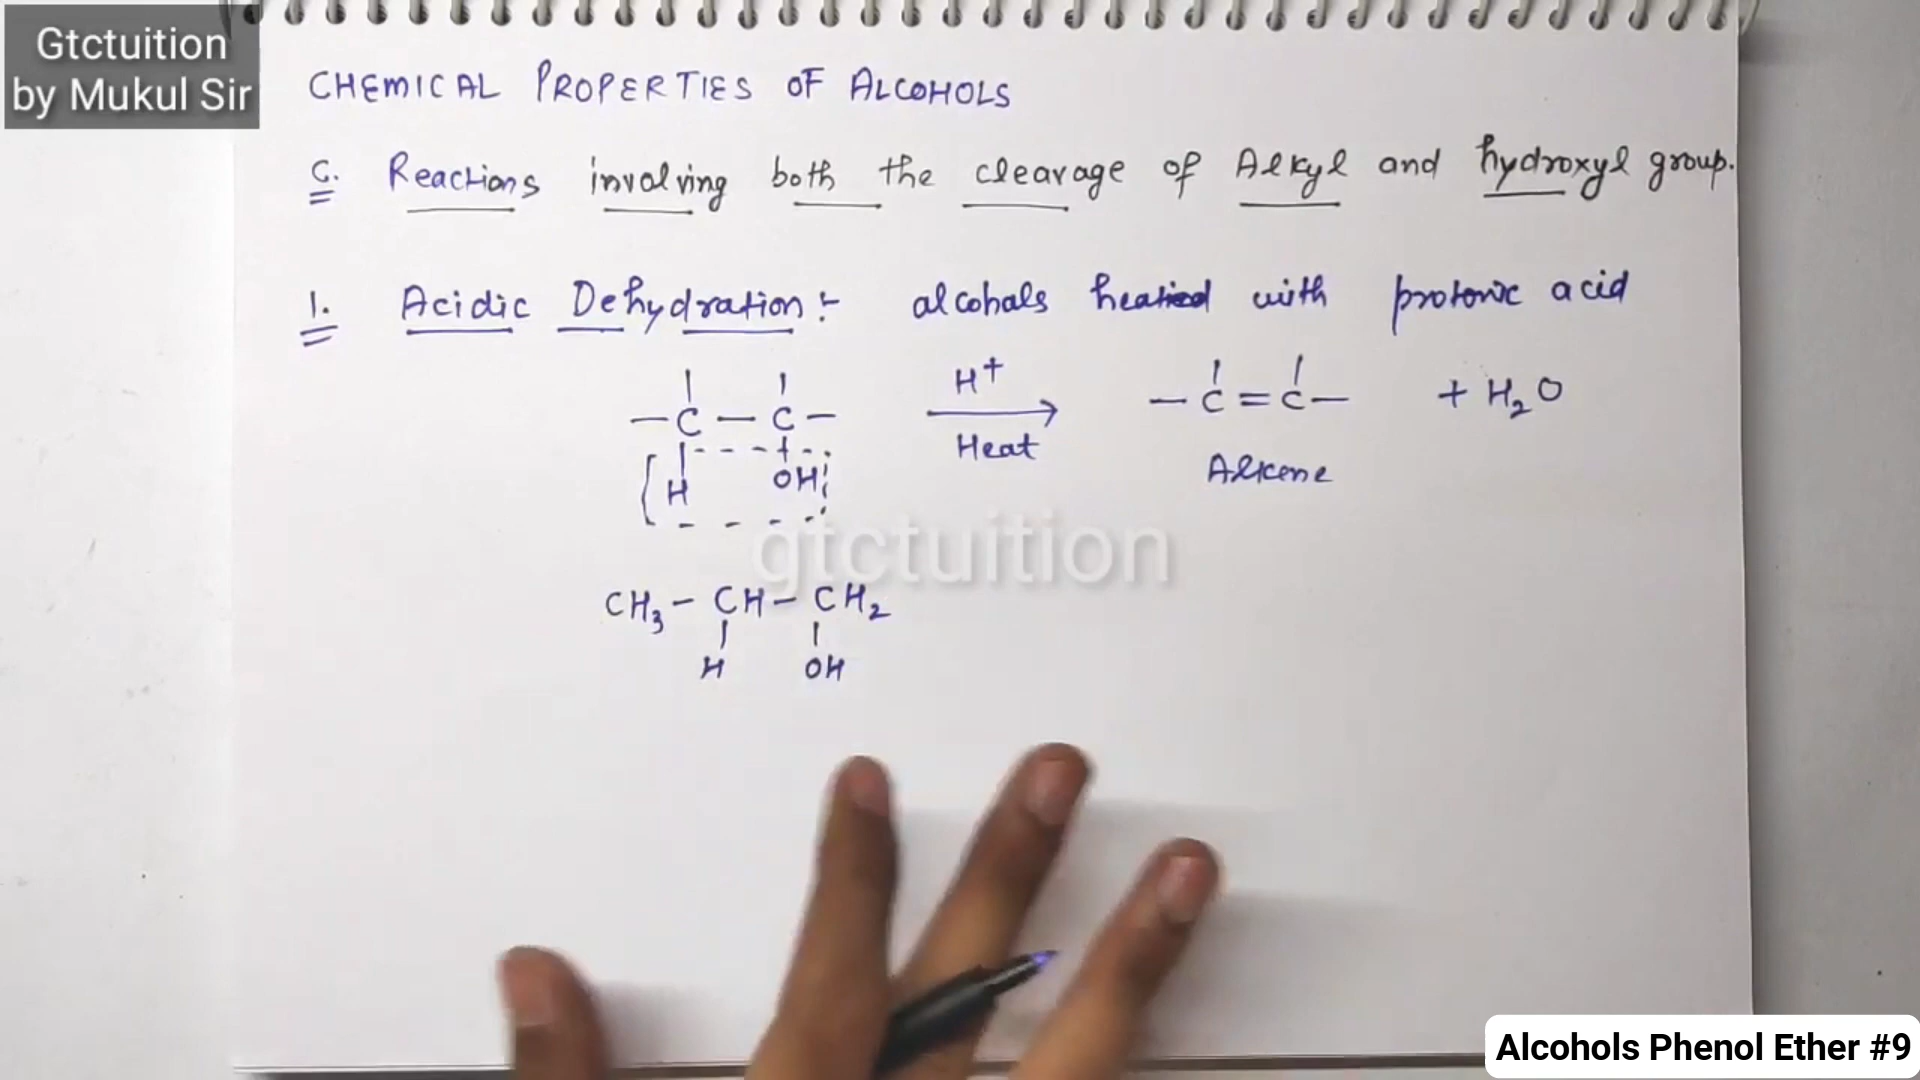 Gtctuition
by Mukul Sir
CHEMICAL PROPERTIES OF ALCOHOLS
C. Reactions involving both the cleavage of Alkyl and hydroxyl group.
1. Acidic Dehydration:- alcohols heated with protonic acid
— C — C — H+ Heat — C = C — + H₂O
H OH Alkene
gtctuition
CH₃ - CH - CH₂
H OH
Alcohols Phenol Ether #9